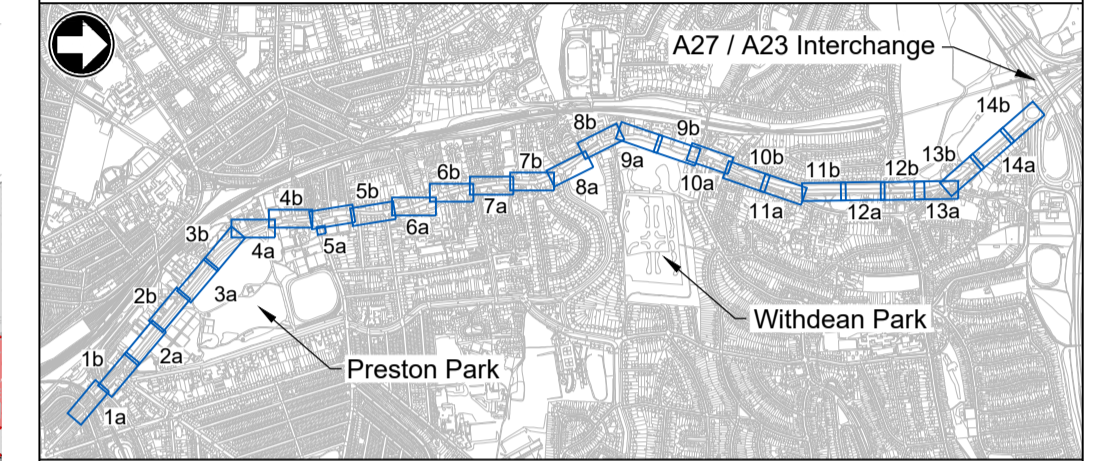 A27 / A23 Interchange
14b
8b
9b
13b
10b
7b
9a
11b
12b
14a
6b
8a
10a
5b
4b
7a
11a
12a
13a
3b
6a
4a
5a
2b
3a
Withdean Park
1b
2a
Preston Park
1a